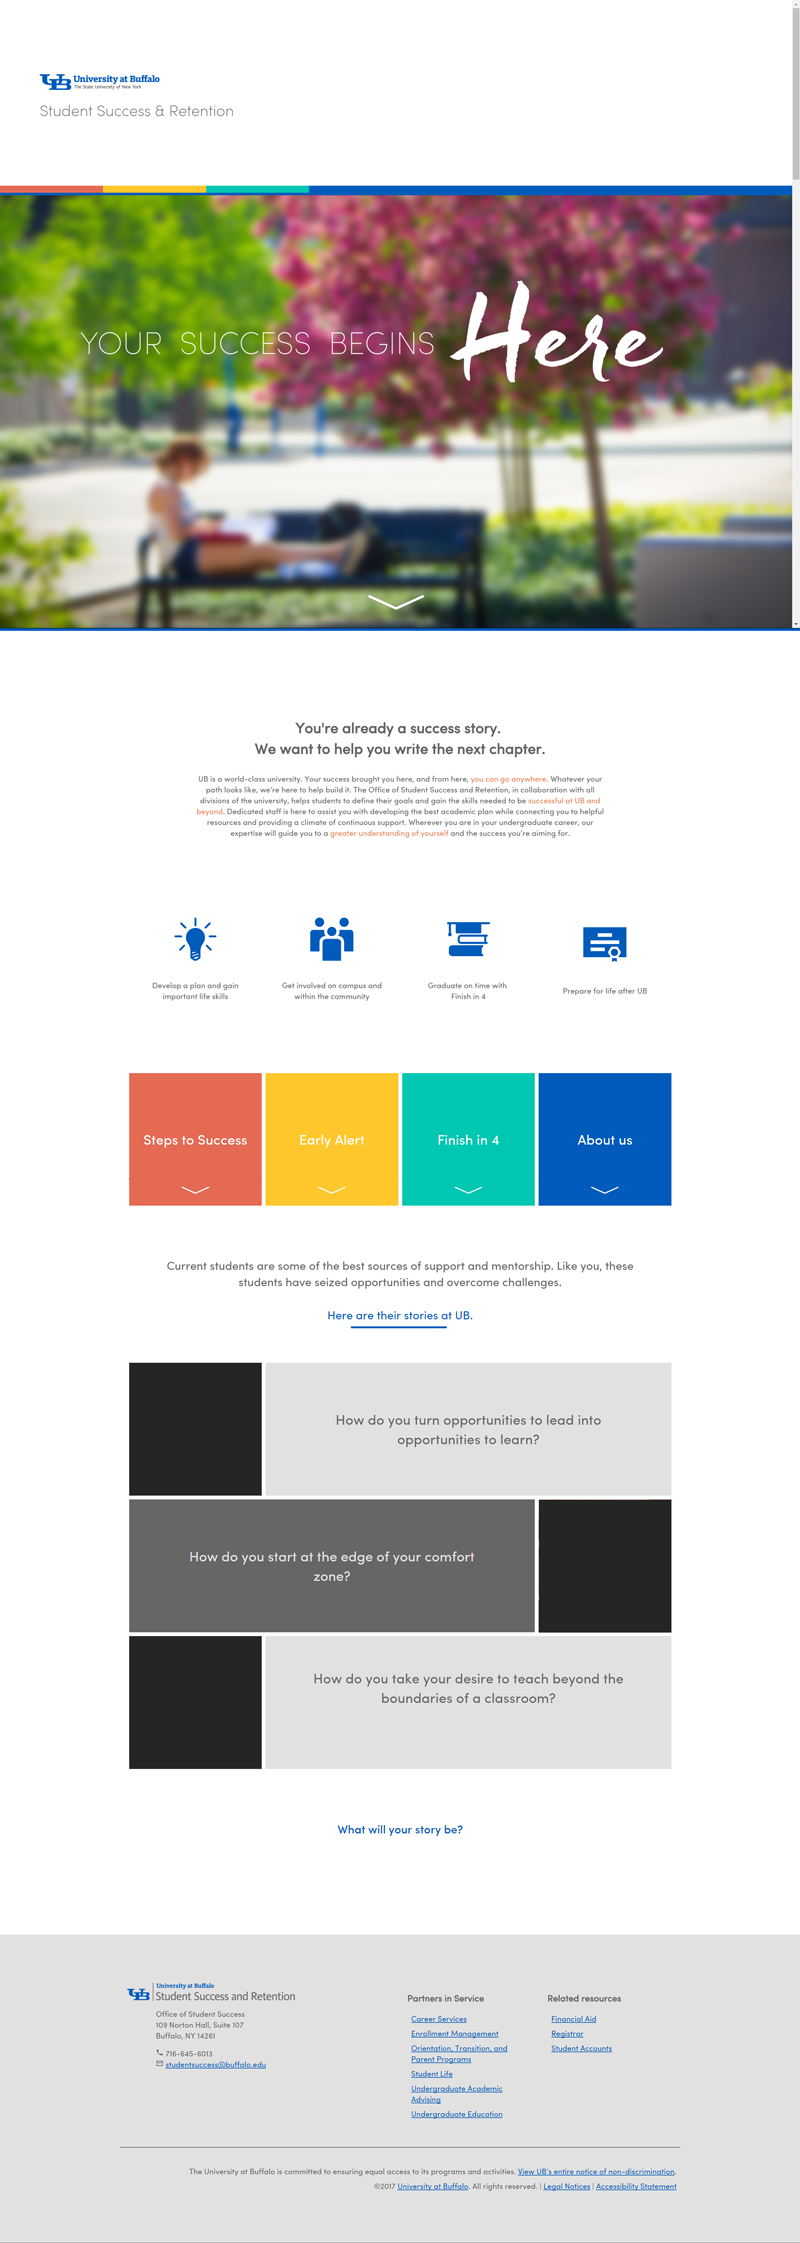 University at Buffalo
The State University of New York
Student Success & Retention
YOUR SUCCESS BEGINS Here
You're already a success story.
We want to help you write the next chapter.
UB is a world-class university. Your success brought you here, and from here, you can go anywhere. Whatever your
path looks like, we're here to help build it. The Office of Student Success and Retention, in collaboration with all
divisions of the university, helps students to define their goals and gain the skills needed to be successful at UB and
beyond. Dedicated staff is here to assist you with developing the best academic plan while connecting you to helpful
resources and providing a climate of continuous support. Wherever you are in your undergraduate career, our
expertise will guide you to a greater understanding of yourself and the success you're aiming for.
Develop a plan and gain
important life skills
Get involved on campus and
within the community
Graduate on time with
Finish in 4
Prepare for life after UB
Steps to Success
Early Alert
Finish in 4
About us
Current students are some of the best sources of support and mentorship. Like you, these
students have seized opportunities and overcome challenges.
Here are their stories at UB.
How do you turn opportunities to lead into
opportunities to learn?
How do you start at the edge of your comfort
zone?
How do you take your desire to teach beyond the
boundaries of a classroom?
What will your story be?
UB University at Buffalo
Student Success and Retention
Office of Student Success
109 Norton Hall, Suite 107
Buffalo, NY 14261
716-645-6013
studentsuccess@buffalo.edu
Partners in Service
Career Services
Enrollment Management
Orientation, Transition, and
Parent Programs
Student Life
Undergraduate Academic
Advising
Undergraduate Education
Related resources
Financial Aid
Registrar
Student Accounts
The University at Buffalo is committed to ensuring equal access to its programs and activities. View UB's entire notice of non-discrimination.
©2017 University at Buffalo. All rights reserved. | Legal Notices | Accessibility Statement